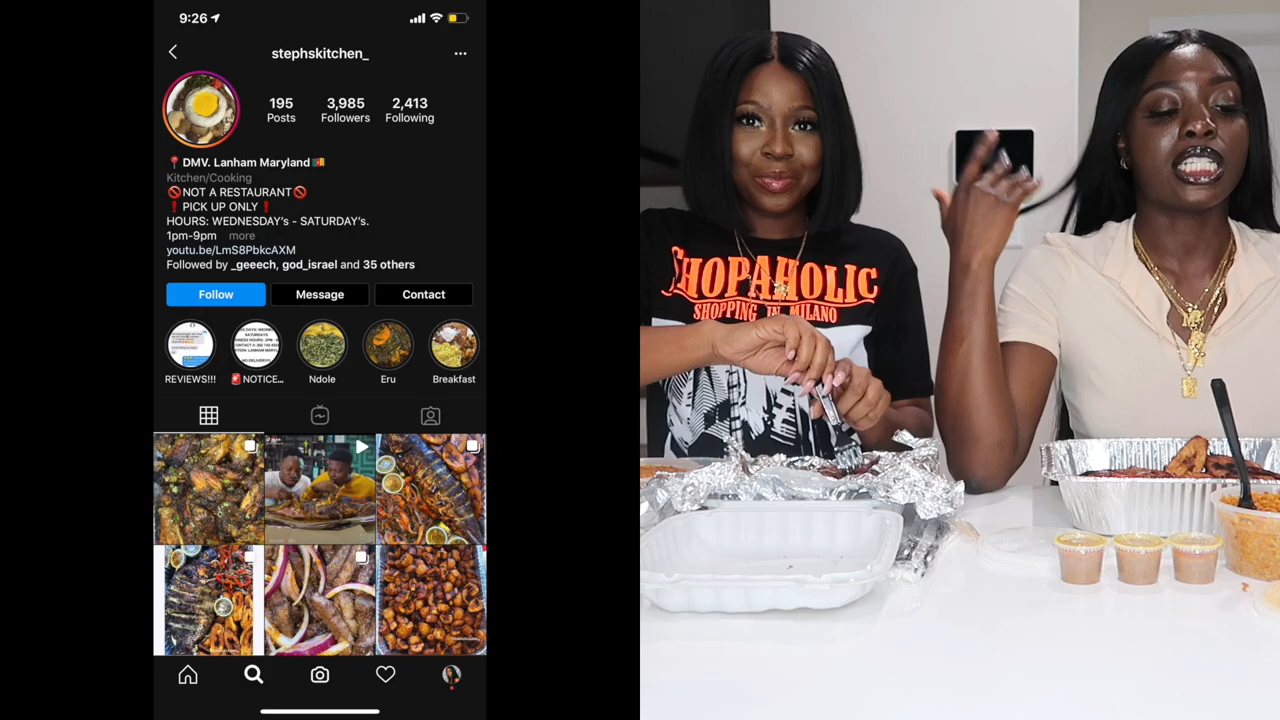 9:26
stephskitchen_
195
3,985
2,413
Posts
Followers
Following
📍 DMV. Lanham Maryland🇨🇲
Kitchen/Cooking
🚫NOT A RESTAURANT🚫
❗PICK UP ONLY❗
HOURS: WEDNESDAY's - SATURDAY's.
1pm-9pm more
youtu.be/LmS8PbkcAXM
Followed by _geeech, god_israel and 35 others
Follow
Message
Contact
REVIEWS!!!
🚨NOTICE...
Ndole
Eru
Breakfast
SHOPAHOLIC
SHOPPING IN MILANO